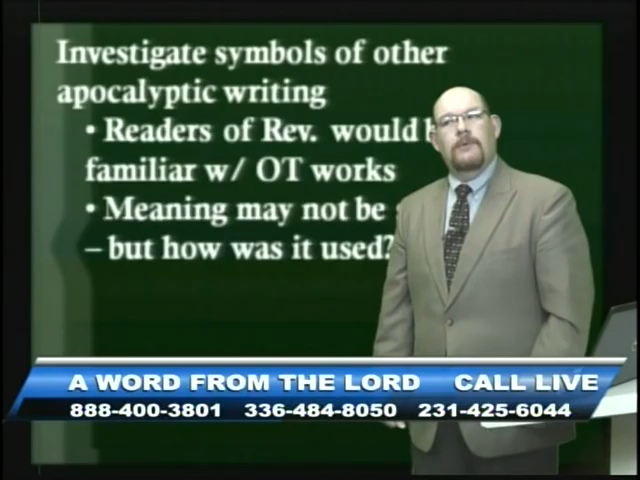 Investigate symbols of other
apocalyptic writing
• Readers of Rev. would
familiar w/ OT works
• Meaning may not be
– but how was it used?
A WORD FROM THE LORD CALL LIVE
888-400-3801 336-484-8050 231-425-6044